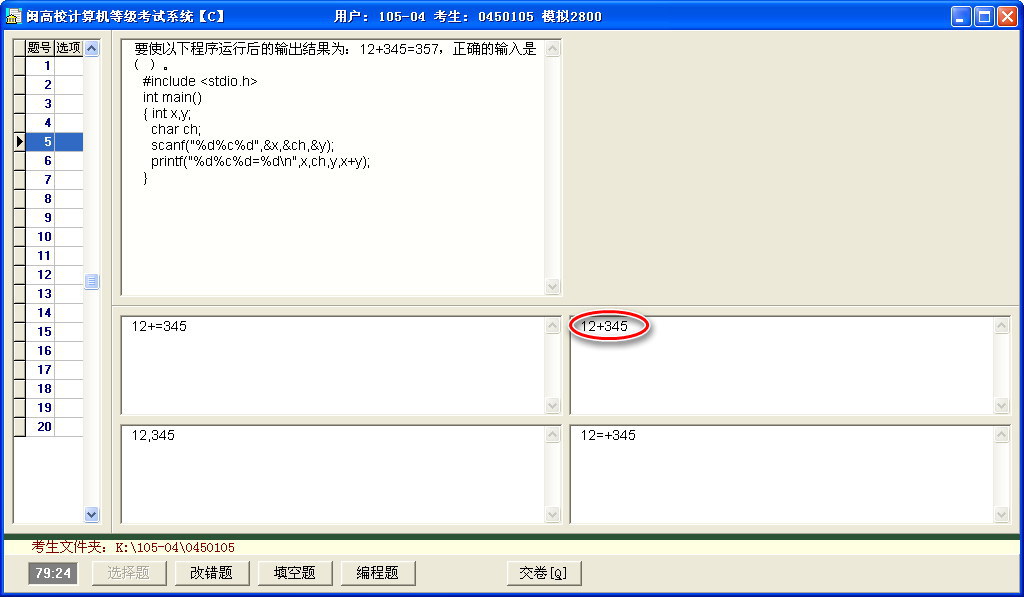 闽高校计算机等级考试系统【C】 用户: 105-04 考生: 0450105 模拟2800
题号 选项
1
2
3
4
5
6
7
8
9
10
11
12
13
14
15
16
17
18
19
20
要使以下程序运行后的输出结果为: 12+345=357, 正确的输入是
( ) 。
#include <stdio.h>
int main()
{ int x,y;
char ch;
scanf("%d%c%d",&x,&ch,&y);
printf("%d%c%d=%d\n",x,ch,y,x+y);
}
12+=345
12+345
12,345
12=+345
考生文件夹: K:\105-04\0450105
79:24 选择题 改错题 填空题 编程题 交卷[Q]